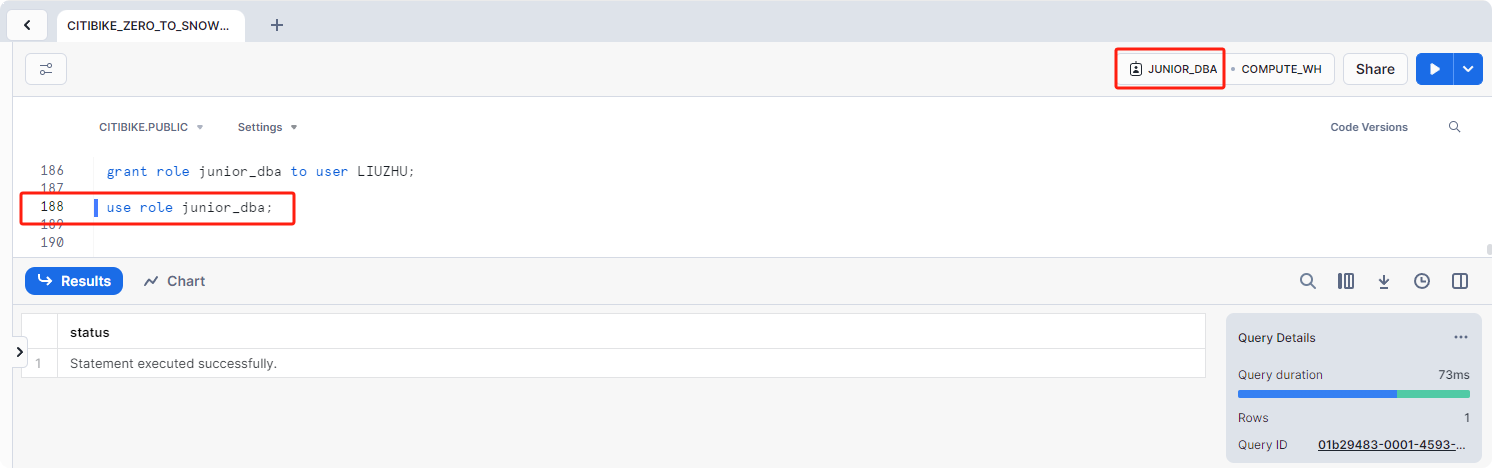 CITIBIKE_ZERO_TO_SNOW...
JUNIOR_DBA
COMPUTE_WH
Share
CITIBIKE.PUBLIC
Settings
Code Versions
186 grant role junior_dba to user LIUZHU;
187
188 use role junior_dba;
189
190
Results
Chart
status
1 Statement executed successfully.
Query Details
Query duration 73ms
Rows 1
Query ID 01b29483-0001-4593-...